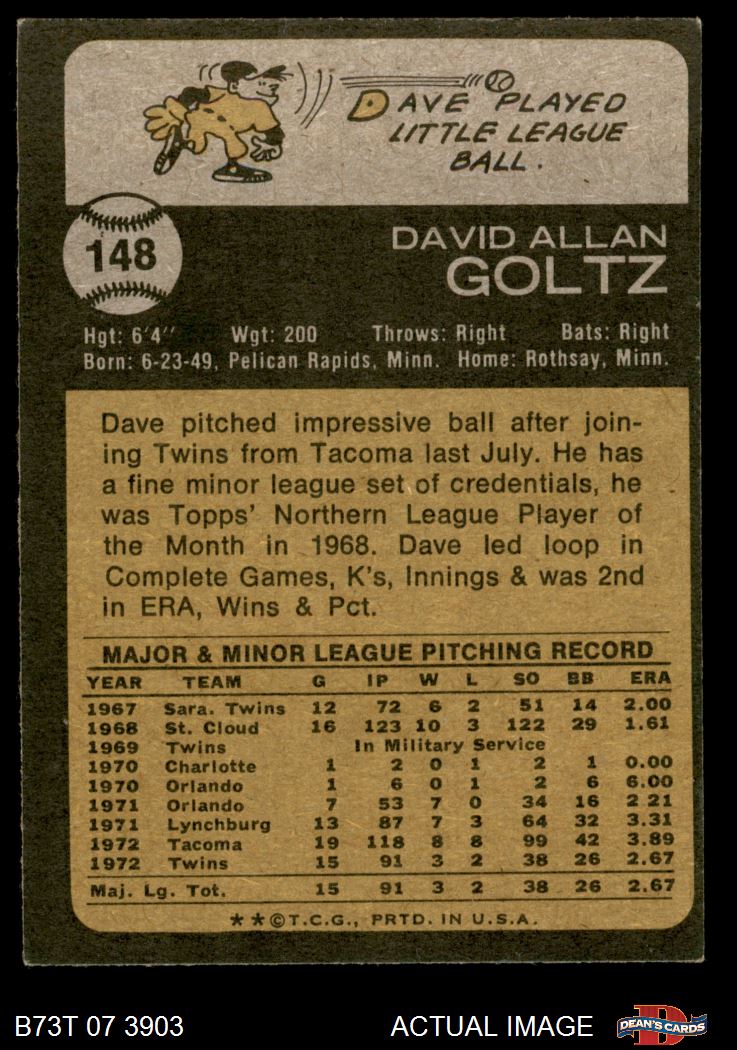 DAVE PLAYED
LITTLE LEAGUE
BALL.
148
DAVID ALLAN
GOLTZ
Hgt: 6'4" Wgt: 200 Throws: Right Bats: Right
Born: 6-23-49, Pelican Rapids, Minn. Home: Rothsay, Minn.
Dave pitched impressive ball after join-
ing Twins from Tacoma last July. He has
a fine minor league set of credentials, he
was Topps' Northern League Player of
the Month in 1968. Dave led loop in
Complete Games, K's, Innings & was 2nd
in ERA, Wins & Pct.
MAJOR & MINOR LEAGUE PITCHING RECORD
YEAR TEAM G IP W L SO BB ERA
1967 Sara. Twins 12 72 6 2 51 14 2.00
1968 St. Cloud 16 123 10 3 122 29 1.61
1969 Twins In Military Service
1970 Charlotte 1 2 0 1 2 1 0.00
1970 Orlando 1 6 0 1 2 6 6.00
1971 Orlando 7 53 7 0 34 16 2.21
1971 Lynchburg 13 87 7 3 64 32 3.31
1972 Tacoma 19 118 8 8 99 42 3.89
1972 Twins 15 91 3 2 38 26 2.67
Maj. Lg. Tot. 15 91 3 2 38 26 2.67
★★©T.C.G., PRTD. IN U.S.A.
B73T 07 3903 ACTUAL IMAGE
D
DEAN'S CARDS